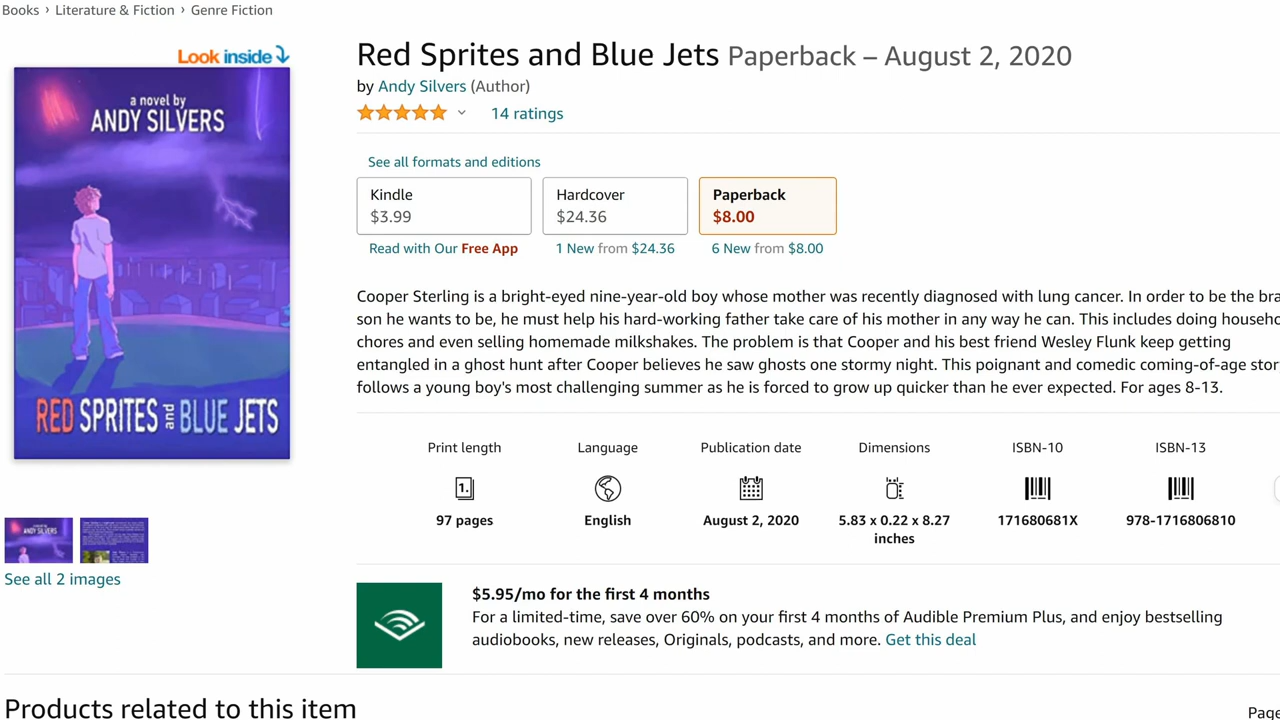 Books › Literature & Fiction › Genre Fiction
Look inside
a novel by
ANDY SILVERS
RED SPRITES and BLUE JETS
ANDY SILVERS
See all 2 images
Red Sprites and Blue Jets Paperback – August 2, 2020
by Andy Silvers (Author)
14 ratings
See all formats and editions
Kindle Hardcover Paperback
$3.99 $24.36 $8.00
Read with Our Free App 1 New from $24.36 6 New from $8.00
Cooper Sterling is a bright-eyed nine-year-old boy whose mother was recently diagnosed with lung cancer. In order to be the bra
son he wants to be, he must help his hard-working father take care of his mother in any way he can. This includes doing househo
chores and even selling homemade milkshakes. The problem is that Cooper and his best friend Wesley Flunk keep getting
entangled in a ghost hunt after Cooper believes he saw ghosts one stormy night. This poignant and comedic coming-of-age stor
follows a young boy's most challenging summer as he is forced to grow up quicker than he ever expected. For ages 8-13.
Print length Language Publication date Dimensions ISBN-10 ISBN-13
1.
97 pages English August 2, 2020 5.83 x 0.22 x 8.27 171680681X 978-1716806810
inches
$5.95/mo for the first 4 months
For a limited-time, save over 60% on your first 4 months of Audible Premium Plus, and enjoy bestselling
audiobooks, new releases, Originals, podcasts, and more. Get this deal
Products related to this item
Page